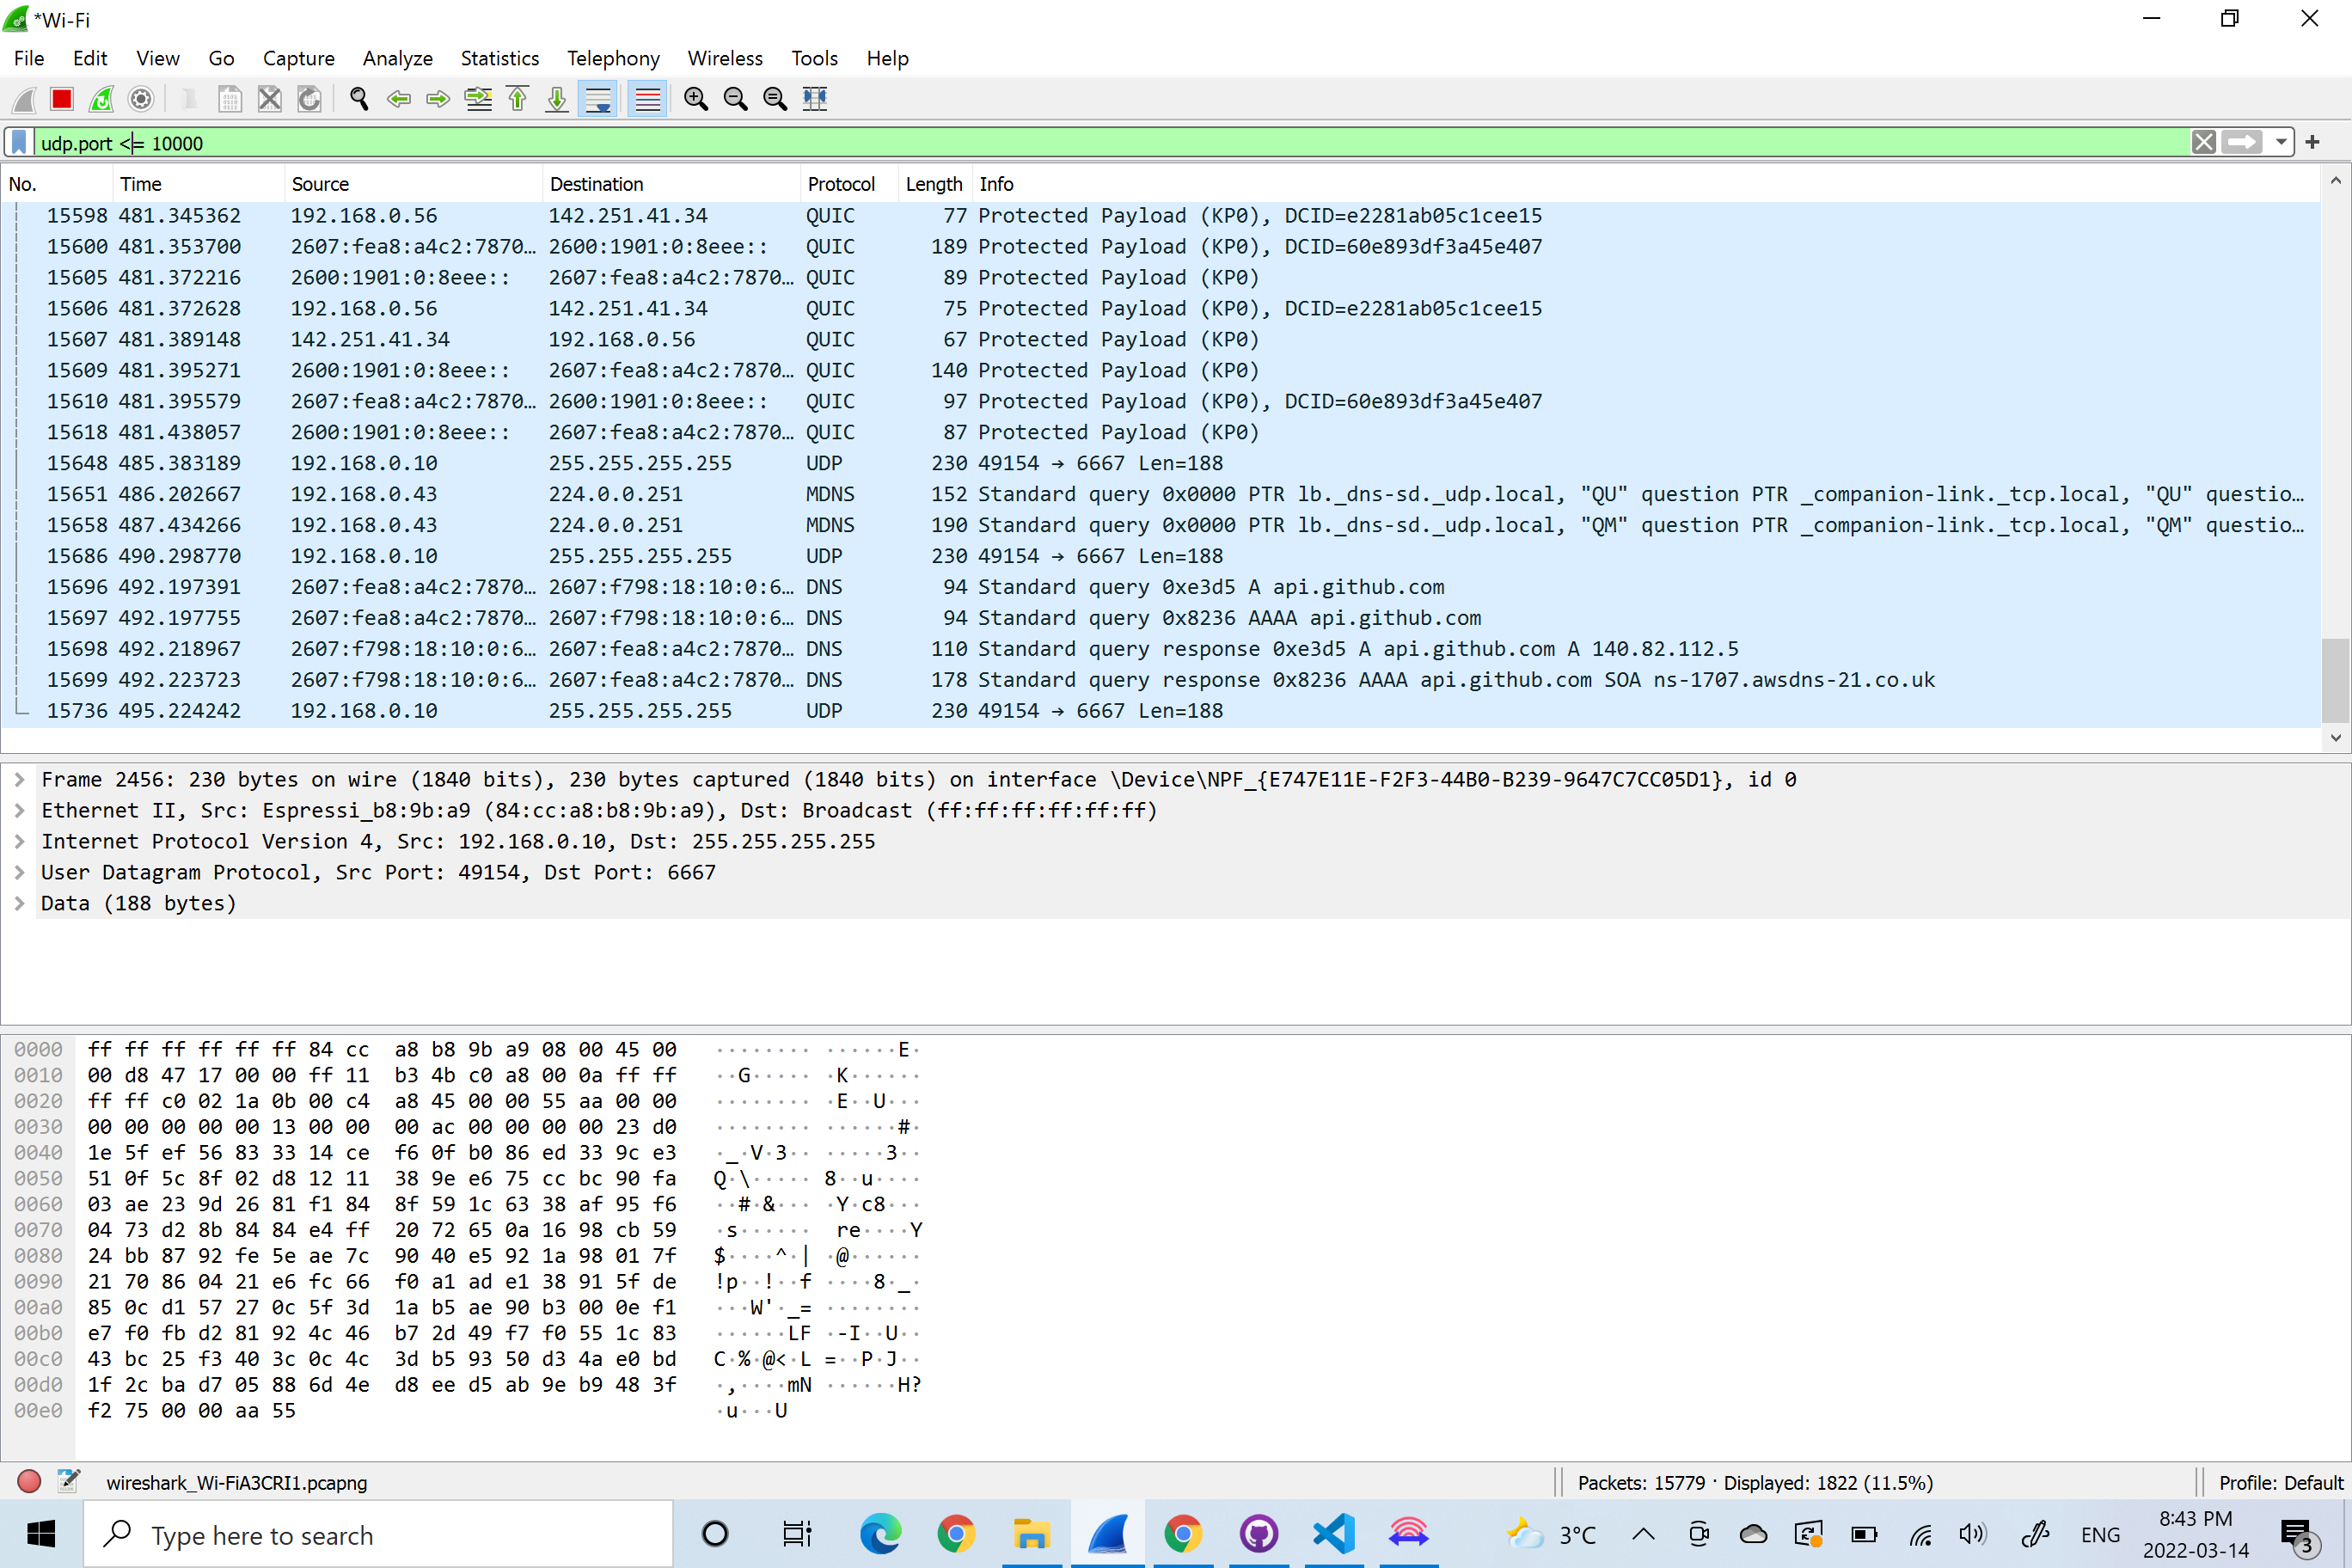 *Wi-Fi
File Edit View Go Capture Analyze Statistics Telephony Wireless Tools Help
udp.port <= 10000
No. Time Source Destination Protocol Length Info
15598 481.345362 192.168.0.56 142.251.41.34 QUIC 77 Protected Payload (KP0), DCID=e2281ab05c1cee15
15600 481.353700 2607:fea8:a4c2:7870… 2600:1901:0:8eee:: QUIC 189 Protected Payload (KP0), DCID=60e893df3a45e407
15605 481.372216 2600:1901:0:8eee:: 2607:fea8:a4c2:7870… QUIC 89 Protected Payload (KP0)
15606 481.372628 192.168.0.56 142.251.41.34 QUIC 75 Protected Payload (KP0), DCID=e2281ab05c1cee15
15607 481.389148 142.251.41.34 192.168.0.56 QUIC 67 Protected Payload (KP0)
15609 481.395271 2600:1901:0:8eee:: 2607:fea8:a4c2:7870… QUIC 140 Protected Payload (KP0)
15610 481.395579 2607:fea8:a4c2:7870… 2600:1901:0:8eee:: QUIC 97 Protected Payload (KP0), DCID=60e893df3a45e407
15618 481.438057 2600:1901:0:8eee:: 2607:fea8:a4c2:7870… QUIC 87 Protected Payload (KP0)
15648 485.383189 192.168.0.10 255.255.255.255 UDP 230 49154 → 6667 Len=188
15651 486.202667 192.168.0.43 224.0.0.251 MDNS 152 Standard query 0x0000 PTR lb._dns-sd._udp.local, "QU" question PTR _companion-link._tcp.local, "QU" questio…
15658 487.434266 192.168.0.43 224.0.0.251 MDNS 190 Standard query 0x0000 PTR lb._dns-sd._udp.local, "QM" question PTR _companion-link._tcp.local, "QM" questio…
15686 490.298770 192.168.0.10 255.255.255.255 UDP 230 49154 → 6667 Len=188
15696 492.197391 2607:fea8:a4c2:7870… 2607:f798:18:10:0:6… DNS 94 Standard query 0xe3d5 A api.github.com
15697 492.197755 2607:fea8:a4c2:7870… 2607:f798:18:10:0:6… DNS 94 Standard query 0x8236 AAAA api.github.com
15698 492.218967 2607:f798:18:10:0:6… 2607:fea8:a4c2:7870… DNS 110 Standard query response 0xe3d5 A api.github.com A 140.82.112.5
15699 492.223723 2607:f798:18:10:0:6… 2607:fea8:a4c2:7870… DNS 178 Standard query response 0x8236 AAAA api.github.com SOA ns-1707.awsdns-21.co.uk
15736 495.224242 192.168.0.10 255.255.255.255 UDP 230 49154 → 6667 Len=188
Frame 2456: 230 bytes on wire (1840 bits), 230 bytes captured (1840 bits) on interface \Device\NPF_{E747E11E-F2F3-44B0-B239-9647C7CC05D1}, id 0
Ethernet II, Src: Espressi_b8:9b:a9 (84:cc:a8:b8:9b:a9), Dst: Broadcast (ff:ff:ff:ff:ff:ff)
Internet Protocol Version 4, Src: 192.168.0.10, Dst: 255.255.255.255
User Datagram Protocol, Src Port: 49154, Dst Port: 6667
Data (188 bytes)
0000 ff ff ff ff ff ff 84 cc a8 b8 9b a9 08 00 45 00 ········ ······E·
0010 00 d8 47 17 00 00 ff 11 b3 4b c0 a8 00 0a ff ff ··G····· ·K······
0020 ff ff c0 02 1a 0b 00 c4 a8 45 00 00 55 aa 00 00 ········ ·E··U···
0030 00 00 00 00 00 13 00 00 00 ac 00 00 00 00 23 d0 ········ ······#·
0040 1e 5f ef 56 83 33 14 ce f6 0f b0 86 ed 33 9c e3 ·_·V·3·· ·····3··
0050 51 0f 5c 8f 02 d8 12 11 38 9e e6 75 cc bc 90 fa Q·\····· 8··u····
0060 03 ae 23 9d 26 81 f1 84 8f 59 1c 63 38 af 95 f6 ··#·&··· ·Y·c8···
0070 04 73 d2 8b 84 84 e4 ff 20 72 65 0a 16 98 cb 59 ·s······ re····Y
0080 24 bb 87 92 fe 5e ae 7c 90 40 e5 92 1a 98 01 7f $····^·| ·@······
0090 21 70 86 04 21 e6 fc 66 f0 a1 ad e1 38 91 5f de !p··!··f ····8·_·
00a0 85 0c d1 57 27 0c 5f 3d 1a b5 ae 90 b3 00 0e f1 ···W'·_= ········
00b0 e7 f0 fb d2 81 92 4c 46 b7 2d 49 f7 f0 55 1c 83 ······LF ·-I··U··
00c0 43 bc 25 f3 40 3c 0c 4c 3d b5 93 50 d3 4a e0 bd C·%·@<·L =··P·J··
00d0 1f 2c ba d7 05 88 6d 4e d8 ee d5 ab 9e b9 48 3f ·,····mN ······H?
00e0 f2 75 00 00 aa 55 ·u···U
wireshark_Wi-FiA3CRI1.pcapng Packets: 15779 · Displayed: 1822 (11.5%) Profile: Default
Type here to search 3°C ENG 8:43 PM
2022-03-14 3